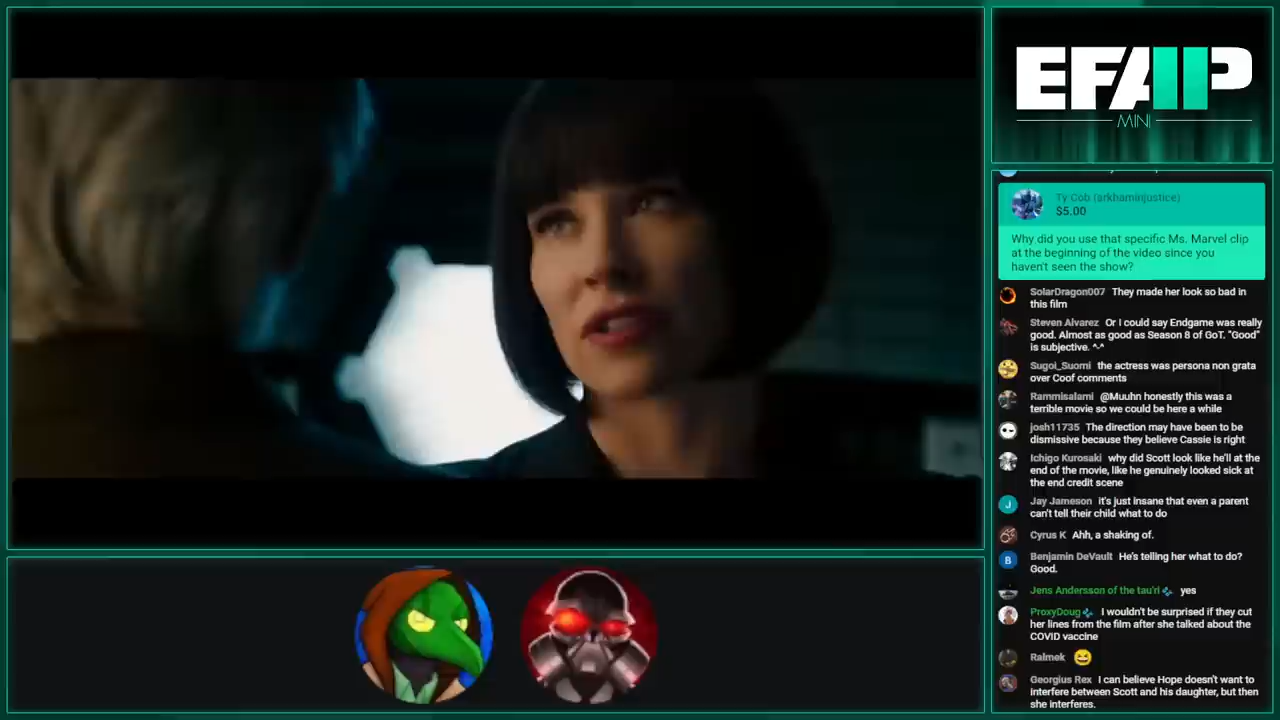 EFAP
MINI
Ty Cob (arkhaminjustice)
$5.00
Why did you use that specific Ms. Marvel clip
at the beginning of the video since you
haven't seen the show?
SolarDragon007 They made her look so bad in
this film
Steven Alvarez Or I could say Endgame was really
good. Almost as good as Season 8 of GoT. "Good"
is subjective. ^-^
Sugoi_Suomi the actress was persona non grata
over Coof comments
Rammisalami @Muuhn honestly this was a
terrible movie so we could be here a while
josh11735 The direction may have been to be
dismissive because they believe Cassie is right
Ichigo Kurosaki why did Scott look like he'll at the
end of the movie, like he genuinely looked sick at
the end credit scene
J
Jay Jameson it's just insane that even a parent
can't tell their child what to do
Cyrus K Ahh, a shaking of.
B
Benjamin DeVault He's telling her what to do?
Good.
Jens Andersson of the tau'ri yes
ProxyDoug I wouldn't be surprised if they cut
her lines from the film after she talked about the
COVID vaccine
Ralmek
Georgius Rex I can believe Hope doesn't want to
interfere between Scott and his daughter, but then
she interferes.